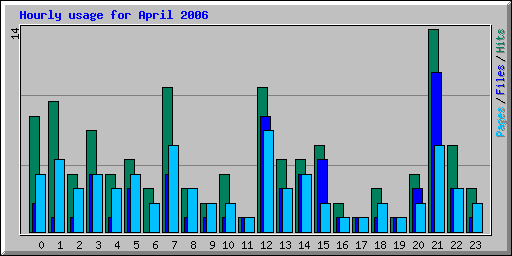 Hourly usage for April 2006
14
Pages/Files/Hits
0 1 2 3 4 5 6 7 8 9 10 11 12 13 14 15 16 17 18 19 20 21 22 23